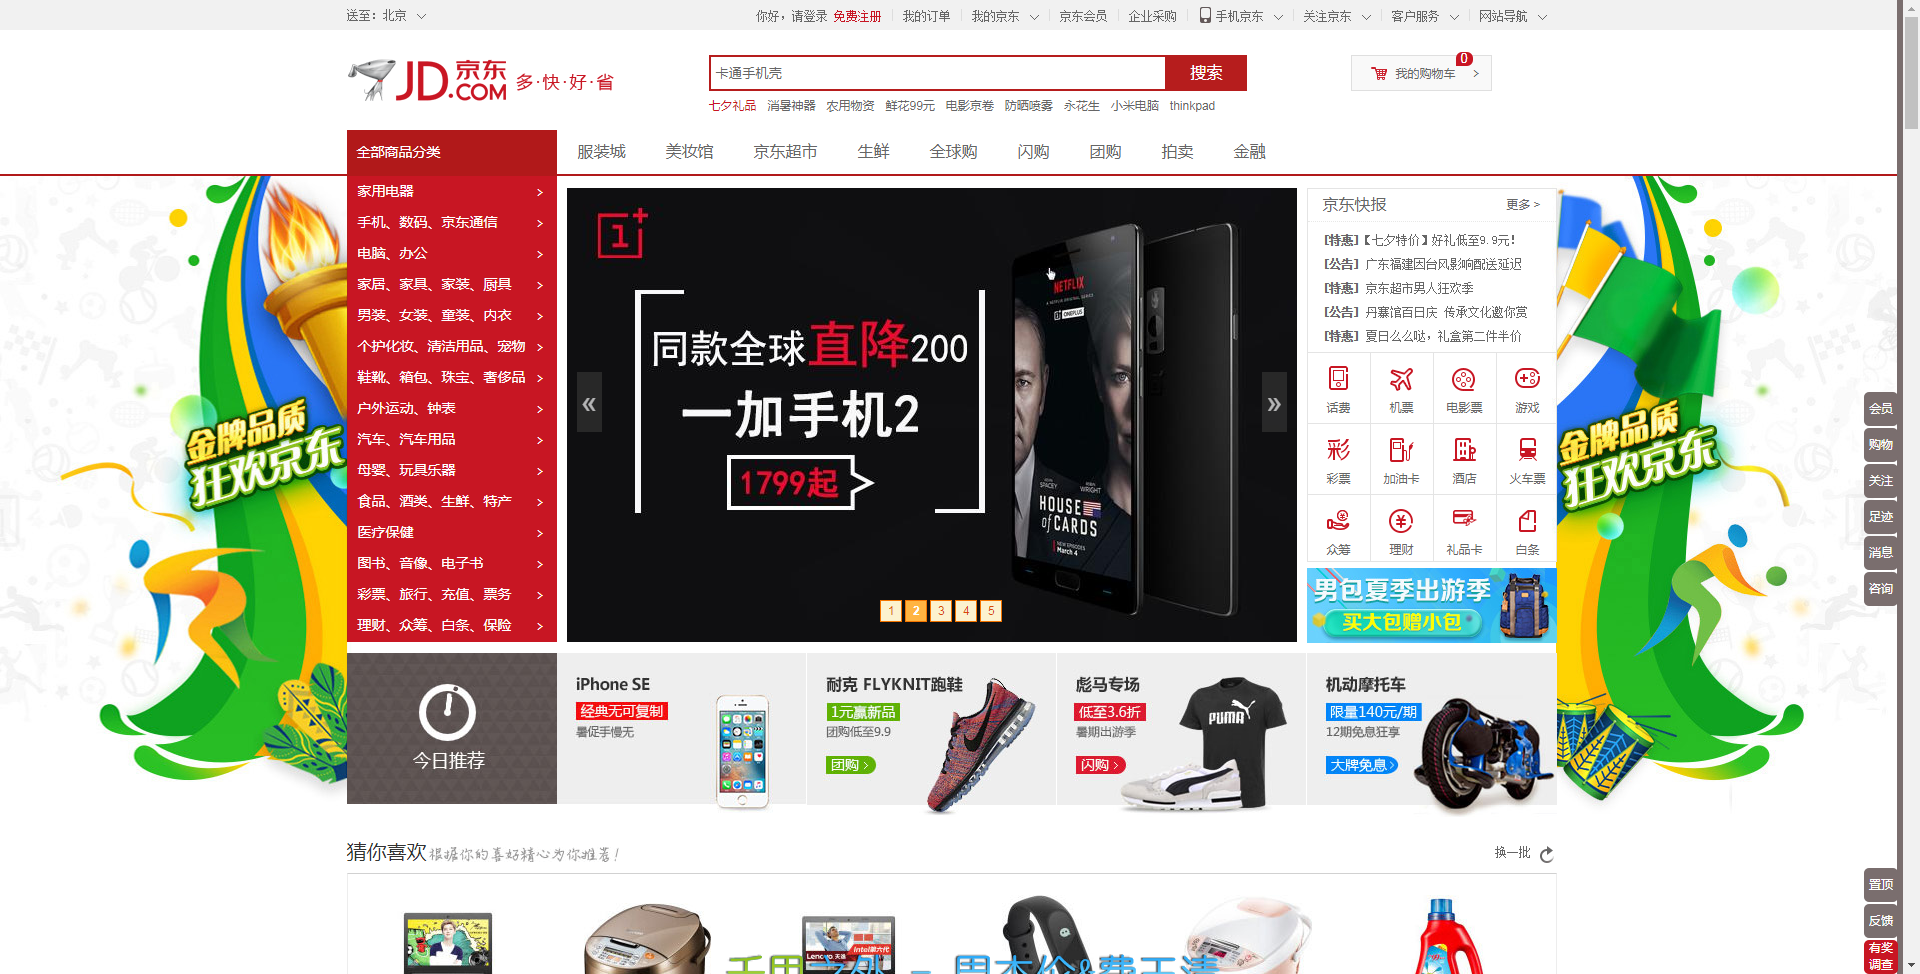 送至：北京
你好，请登录 免费注册 我的订单 我的京东 京东会员 企业采购 手机京东 关注京东 客户服务 网站导航
JD.COM 京东 多·快·好·省
卡通手机壳 搜索
我的购物车 0 >
七夕礼品 消暑神器 农用物资 鲜花99元 电影京卷 防晒喷雾 永花生 小米电脑 thinkpad
全部商品分类 服装城 美妆馆 京东超市 生鲜 全球购 闪购 团购 拍卖 金融
家用电器 >
手机、数码、京东通信 >
电脑、办公 >
家居、家具、家装、厨具 >
男装、女装、童装、内衣 >
个护化妆、清洁用品、宠物 >
鞋靴、箱包、珠宝、奢侈品 >
户外运动、钟表 >
汽车、汽车用品 >
母婴、玩具乐器 >
食品、酒类、生鲜、特产 >
医疗保健 >
图书、音像、电子书 >
彩票、旅行、充值、票务 >
理财、众筹、白条、保险 >
金牌品质
狂欢京东
1+
同款全球直降200
一加手机2
1799起
« »
NETFLIX
A NETFLIX ORIGINAL SERIES
ONEPLUS
SPACEY WRIGHT
HOUSE
of CARDS
NEW EPISODES
March 4
1 2 3 4 5
京东快报 更多 >
[特惠]【七夕特价】好礼低至9.9元！
[公告] 广东福建因台风影响配送延迟
[特惠] 京东超市男人狂欢季
[公告] 丹寨馆百日庆 传承文化邀你赏
[特惠] 夏日么么哒，礼盒第二件半价
话费 机票 电影票 游戏
彩
彩票 加油卡 酒店 火车票
众筹 理财 礼品卡 白条
男包夏季出游季
买大包赠小包
金牌品质
狂欢京东
会员
购物
关注
足迹
消息
咨询
今日推荐
iPhone SE
经典无可复制
暑促手慢无
耐克 FLYKNIT跑鞋
1元赢新品
团购低至9.9
团购 >
彪马专场
低至3.6折
暑期出游季
闪购 >
PUMA
机动摩托车
限量140元/期
12期免息狂享
大牌免息 >
猜你喜欢 根据你的喜好精心为你推荐！ 换一批
置顶
反馈
有奖
调查
Lenovo 天逸 Intel第六代